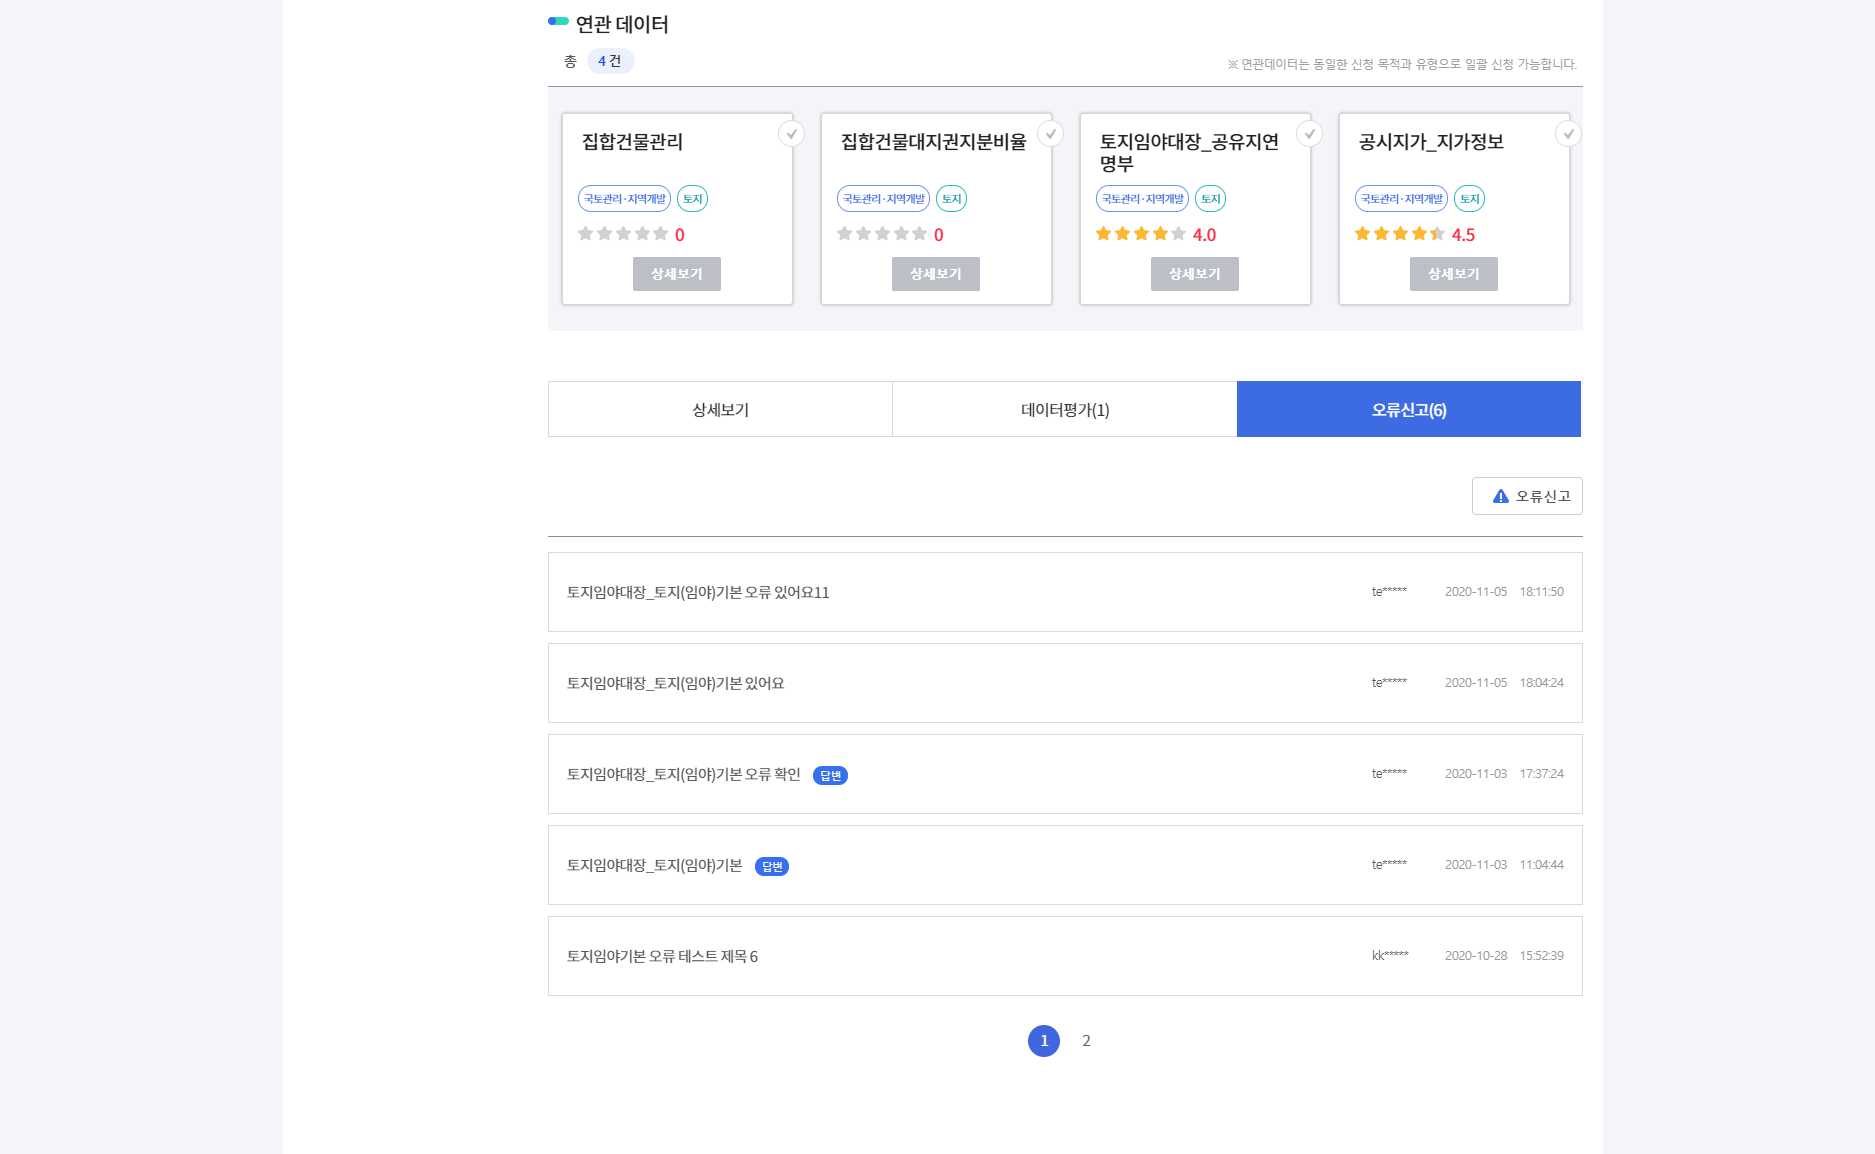 연관 데이터
총 4 건
※ 연관데이터는 동일한 신청 목적과 유형으로 일괄 신청 가능합니다.
집합건물관리
국토관리·지역개발 토지
0
상세보기
집합건물대지권지분비율
국토관리·지역개발 토지
0
상세보기
토지임야대장_공유지연
명부
국토관리·지역개발 토지
4.0
상세보기
공시지가_지가정보
국토관리·지역개발 토지
4.5
상세보기
상세보기 데이터평가(1) 오류신고(6)
오류신고
토지임야대장_토지(임야)기본 오류 있어요11 te***** 2020-11-05 18:11:50
토지임야대장_토지(임야)기본 있어요 te***** 2020-11-05 18:04:24
토지임야대장_토지(임야)기본 오류 확인 답변 te***** 2020-11-03 17:37:24
토지임야대장_토지(임야)기본 답변 te***** 2020-11-03 11:04:44
토지임야기본 오류 테스트 제목 6 kk***** 2020-10-28 15:52:39
1 2